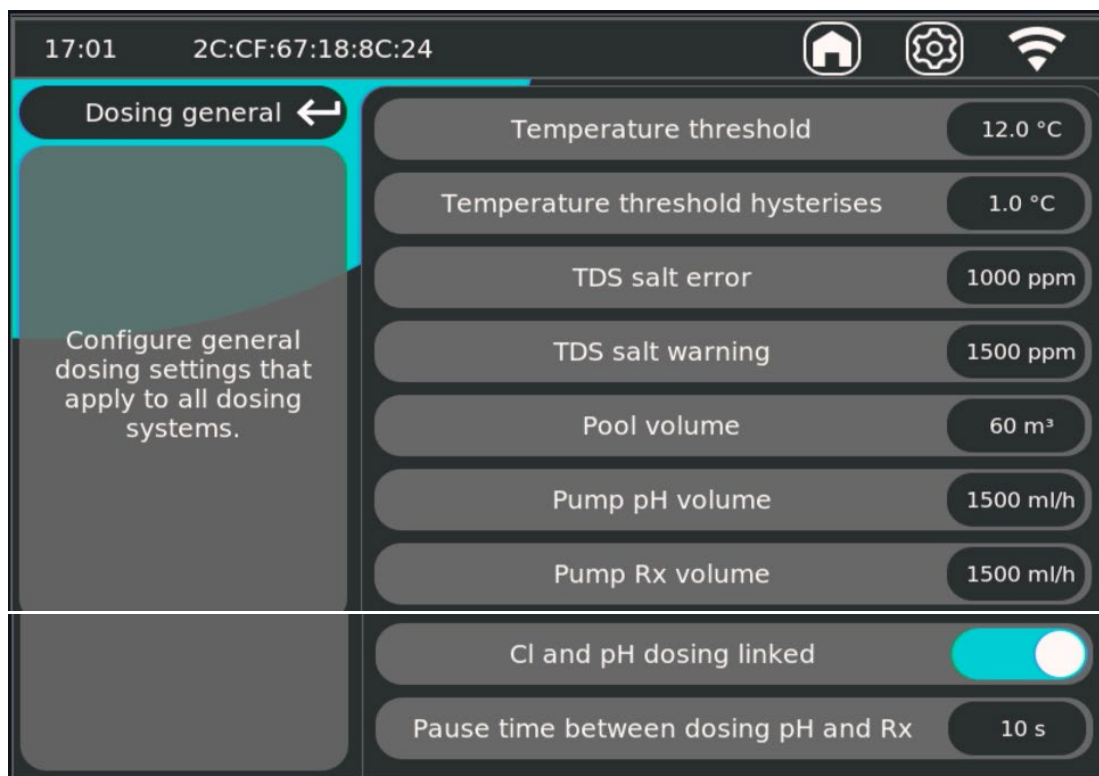 17:01 2C:CF:67:18:8C:24
Dosing general
Configure general
dosing settings that
apply to all dosing
systems.
Temperature threshold 12.0 °C
Temperature threshold hysterises 1.0 °C
TDS salt error 1000 ppm
TDS salt warning 1500 ppm
Pool volume 60 m³
Pump pH volume 1500 ml/h
Pump Rx volume 1500 ml/h
Cl and pH dosing linked
Pause time between dosing pH and Rx 10 s